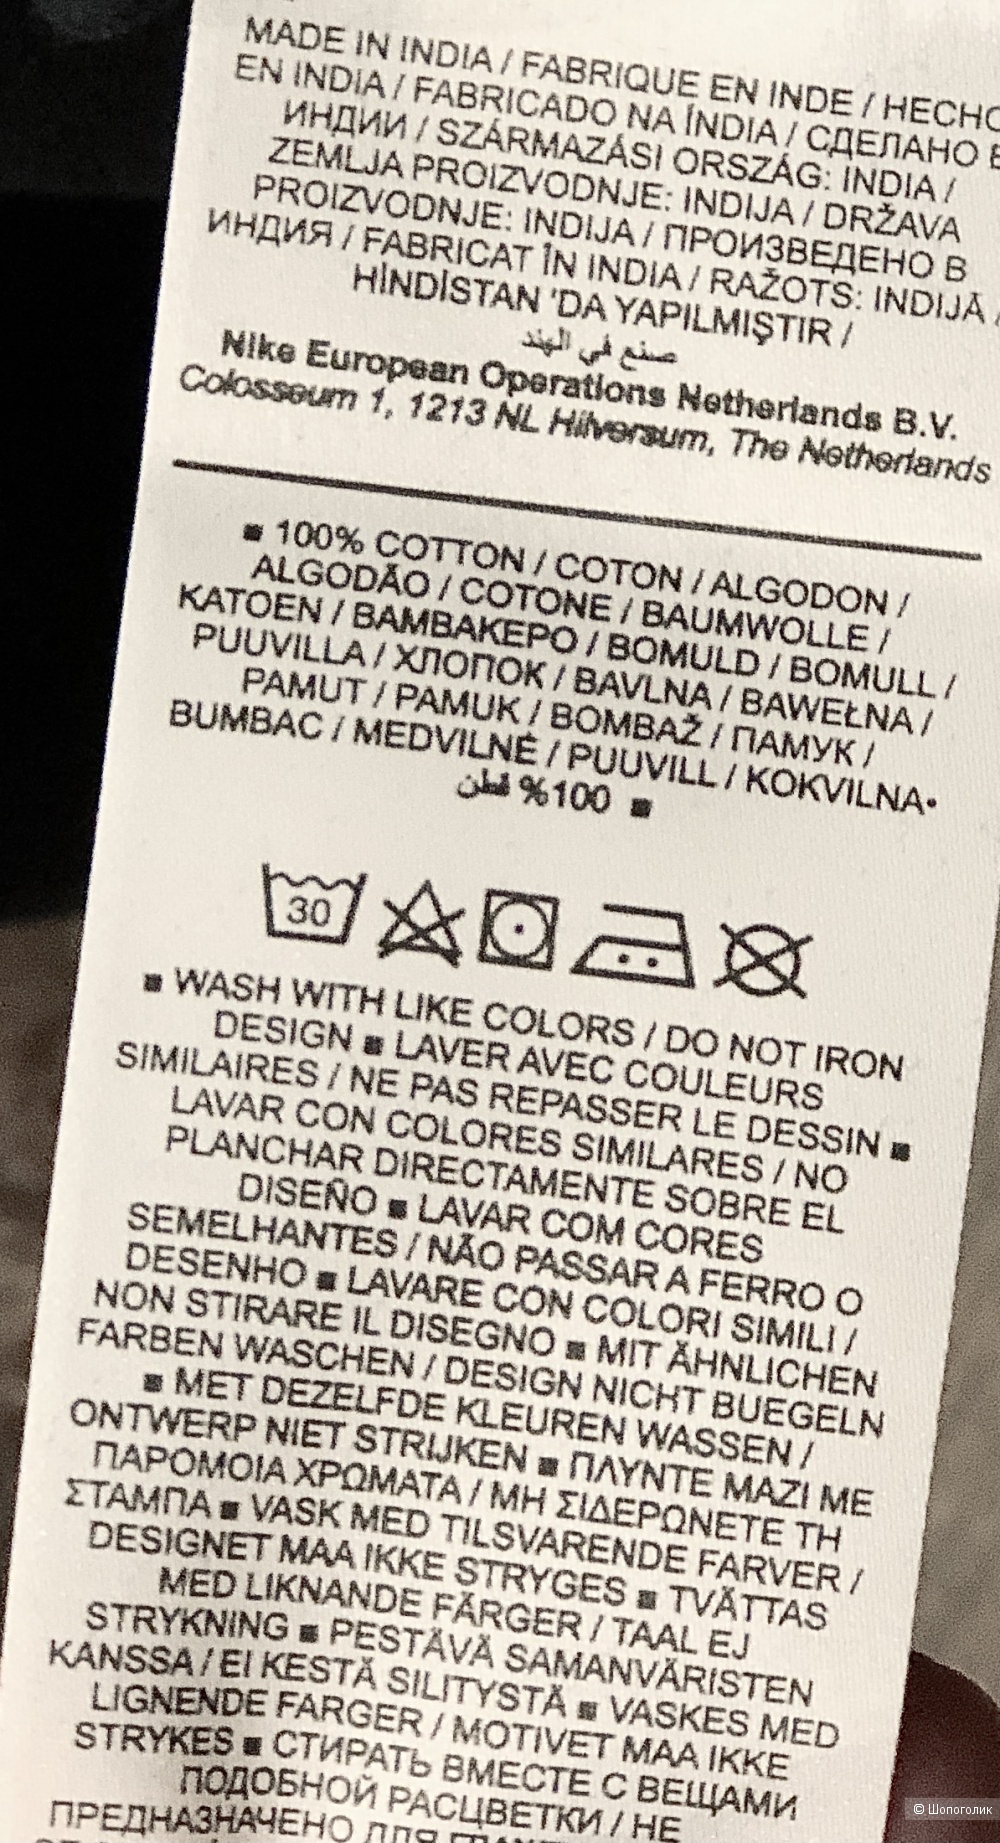 MADE IN INDIA / FABRIQUE EN INDE / HECHO
EN INDIA / FABRICADO NA ÍNDIA / СДЕЛАНО В
ИНДИИ / SZÁRMAZÁSI ORSZÁG: INDIA /
ZEMLJA PROIZVODNJE: INDIJA / DRŽAVA
PROIZVODNJE: INDIJA / ПРОИЗВЕДЕНО В
ИНДИЯ / FABRICAT ÎN INDIA / RAŽOTS: INDIJĀ /
HİNDİSTAN 'DA YAPILMIŞTIR /
صنع في الهند
Nike European Operations Netherlands B.V.
Colosseum 1, 1213 NL Hilversum, The Netherlands
■ 100% COTTON / COTON / ALGODON /
ALGODÃO / COTONE / BAUMWOLLE /
KATOEN / ΒΑΜΒΑΚΕΡΟ / BOMULD / BOMULL /
PUUVILLA / ХЛОПОК / BAVLNA / BAWEŁNA /
PAMUT / PAMUK / BOMBAŽ / ПАМУК /
BUMBAC / MEDVILNĖ / PUUVILL / KOKVILNA•
100% قطن ■
30
■ WASH WITH LIKE COLORS / DO NOT IRON
DESIGN ■ LAVER AVEC COULEURS
SIMILAIRES / NE PAS REPASSER LE DESSIN ■
LAVAR CON COLORES SIMILARES / NO
PLANCHAR DIRECTAMENTE SOBRE EL
DISEÑO ■ LAVAR COM CORES
SEMELHANTES / NÃO PASSAR A FERRO O
DESENHO ■ LAVARE CON COLORI SIMILI /
NON STIRARE IL DISEGNO ■ MIT ÄHNLICHEN
FARBEN WASCHEN / DESIGN NICHT BUEGELN
■ MET DEZELFDE KLEUREN WASSEN /
ONTWERP NIET STRIJKEN ■ ΠΛΥΝΤΕ ΜΑΖΙ ΜΕ
ΠΑΡΟΜΟΙΑ ΧΡΩΜΑΤΑ / ΜΗ ΣΙΔΕΡΩΝΕΤΕ ΤΗ
ΣΤΑΜΠΑ ■ VASK MED TILSVARENDE FARVER /
DESIGNET MAA IKKE STRYGES ■ TVÄTTAS
MED LIKNANDE FÄRGER / TAAL EJ
STRYKNING ■ PESTÄVÄ SAMANVÄRISTEN
KANSSA / EI KESTÄ SILITYSTÄ ■ VASKES MED
LIGNENDE FARGER / MOTIVET MAA IKKE
STRYKES ■ СТИРАТЬ ВМЕСТЕ С ВЕЩАМИ
ПОДОБНОЙ РАСЦВЕТКИ / НЕ
ПРЕДНАЗНАЧЕНО ДЛЯ
© Шопоголик